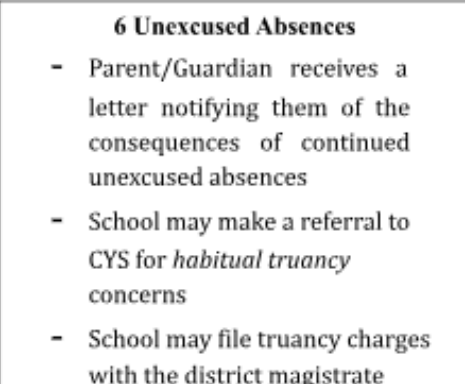 6 Unexcused Absences
- Parent/Guardian receives a
letter notifying them of the
consequences of continued
unexcused absences
- School may make a referral to
CYS for habitual truancy
concerns
- School may file truancy charges
with the district magistrate